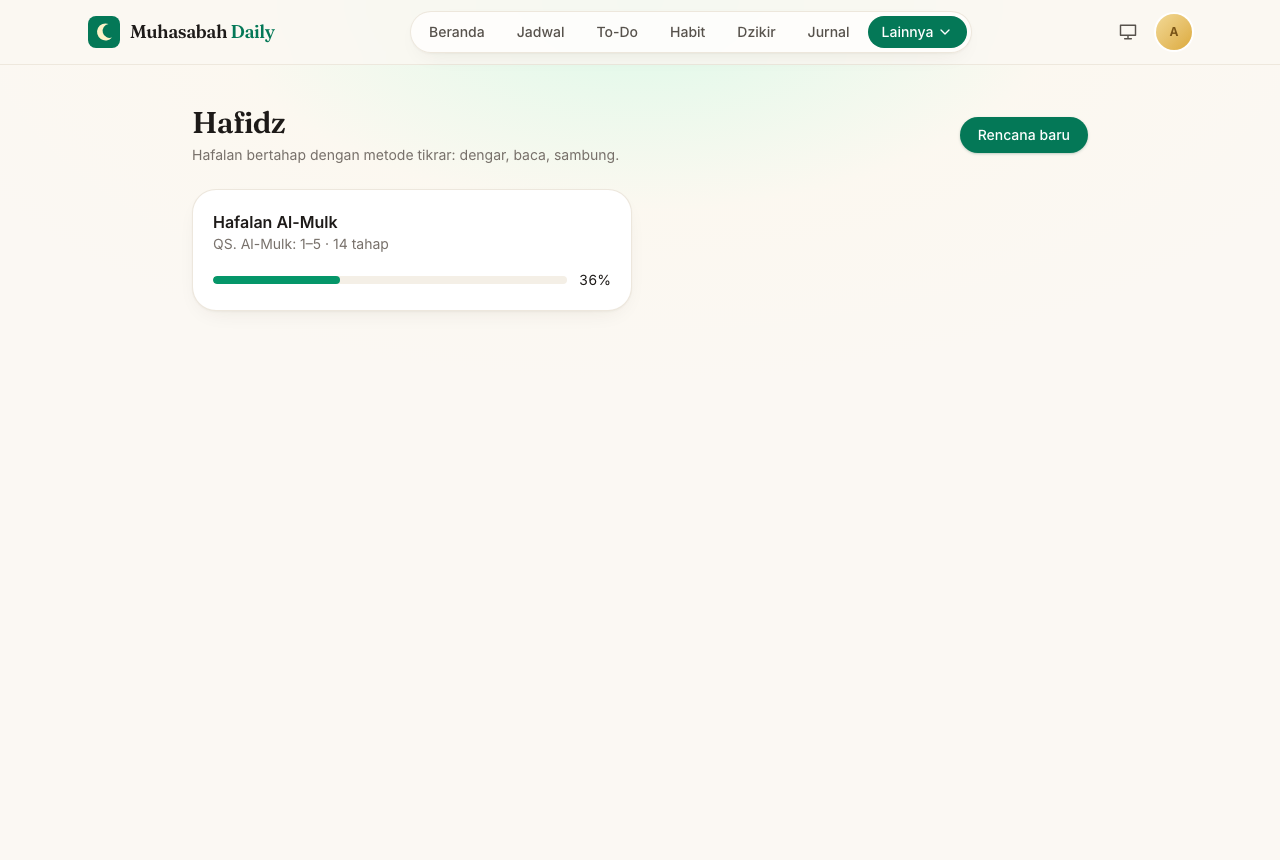 Muhasabah Daily
Beranda
Jadwal
To-Do
Habit
Dzikir
Jurnal
Lainnya
A
Hafidz
Hafalan bertahap dengan metode tikrar: dengar, baca, sambung.
Rencana baru
Hafalan Al-Mulk
QS. Al-Mulk: 1–5 · 14 tahap
36%